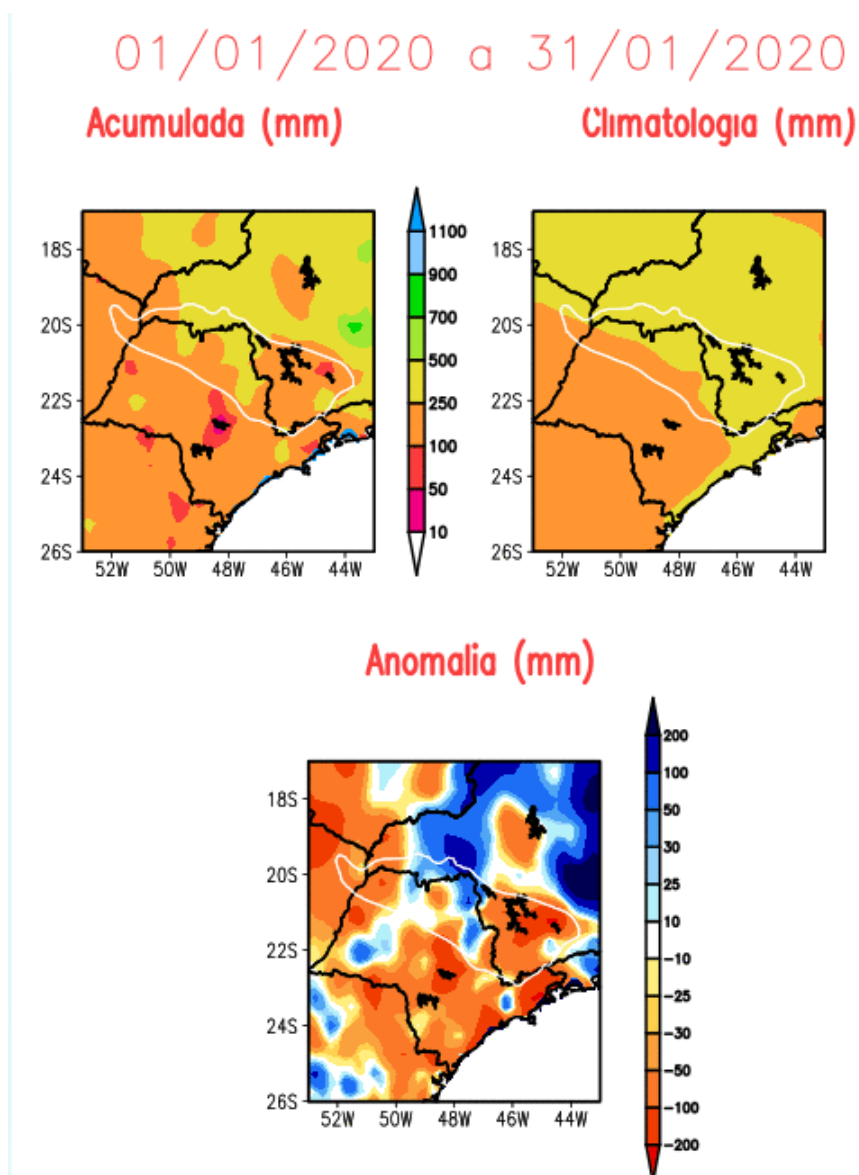 01/01/2020 a 31/01/2020
Acumulada (mm)
Climatologia (mm)
18S
20S
22S
24S
26S
52W 50W 48W 46W 44W
1100
900
700
500
250
100
50
10
18S
20S
22S
24S
26S
52W 50W 48W 46W 44W
Anomalia (mm)
18S
20S
22S
24S
26S
52W 50W 48W 46W 44W
200
100
50
30
25
10
-10
-25
-30
-50
-100
-200